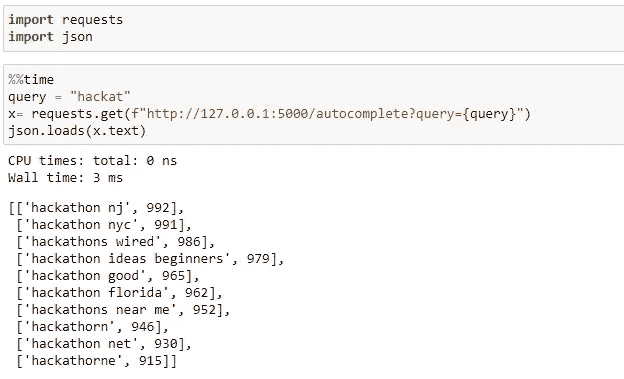 import requests
import json
%%time
query = "hackat"
x= requests.get(f"http://127.0.0.1:5000/autocomplete?query={query}")
json.loads(x.text)
CPU times: total: 0 ns
Wall time: 3 ms
[['hackathon nj', 992],
['hackathon nyc', 991],
['hackathons wired', 986],
['hackathon ideas beginners', 979],
['hackathon good', 965],
['hackathon florida', 962],
['hackathons near me', 952],
['hackathorn', 946],
['hackathon net', 930],
['hackathorne', 915]]